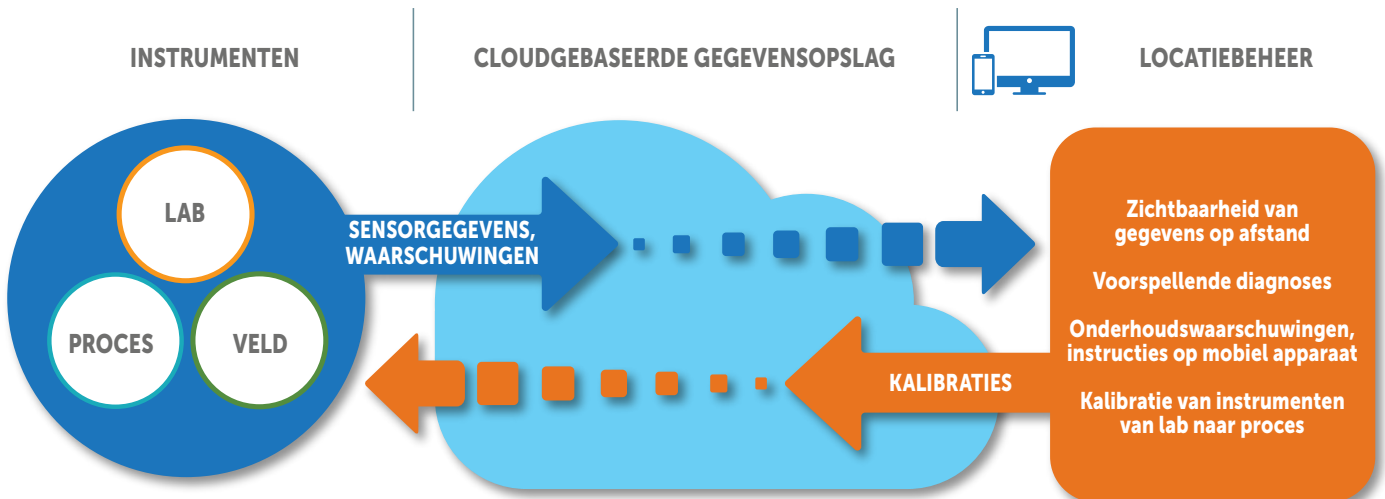 INSTRUMENTEN
CLOUDGEBASEERDE GEGEVENSOPSLAG
LOCATIEBEHEER
LAB
PROCES
VELD
SENSORGEGEVENS,
WAARSCHUWINGEN
KALIBRATIES
Zichtbaarheid van
gegevens op afstand
Voorspellende diagnoses
Onderhoudswaarschuwingen,
instructies op mobiel apparaat
Kalibratie van instrumenten
van lab naar proces